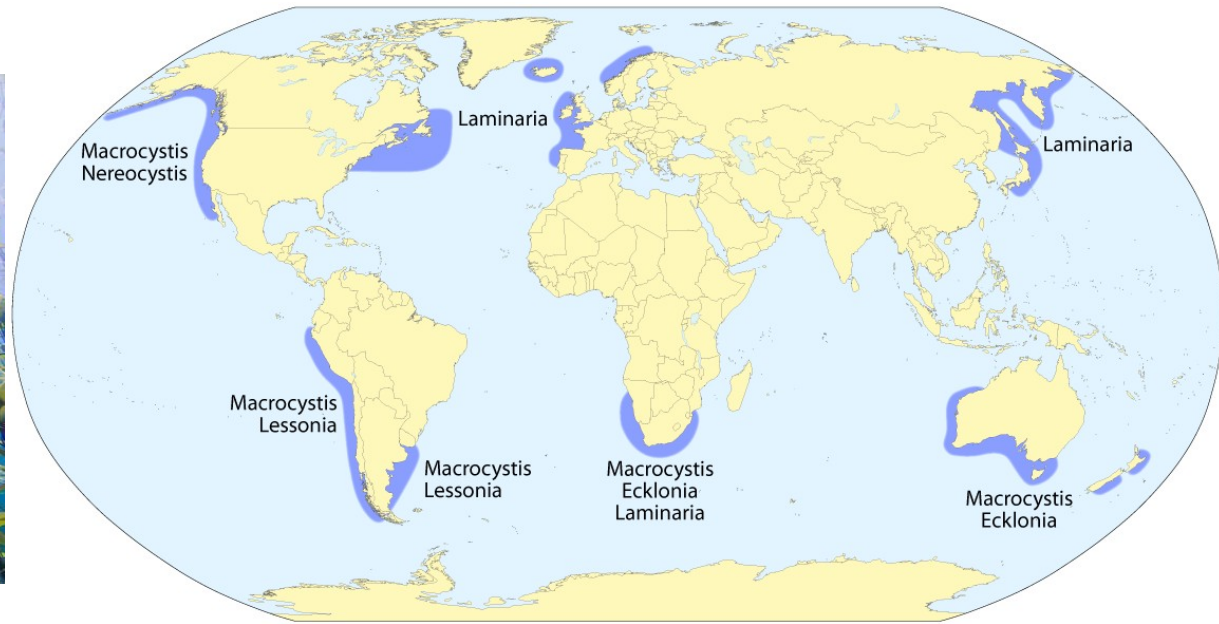 Laminaria
Laminaria
Macrocystis
Nereocystis
Macrocystis
Lessonia
Macrocystis
Lessonia
Macrocystis
Ecklonia
Laminaria
Macrocystis
Ecklonia